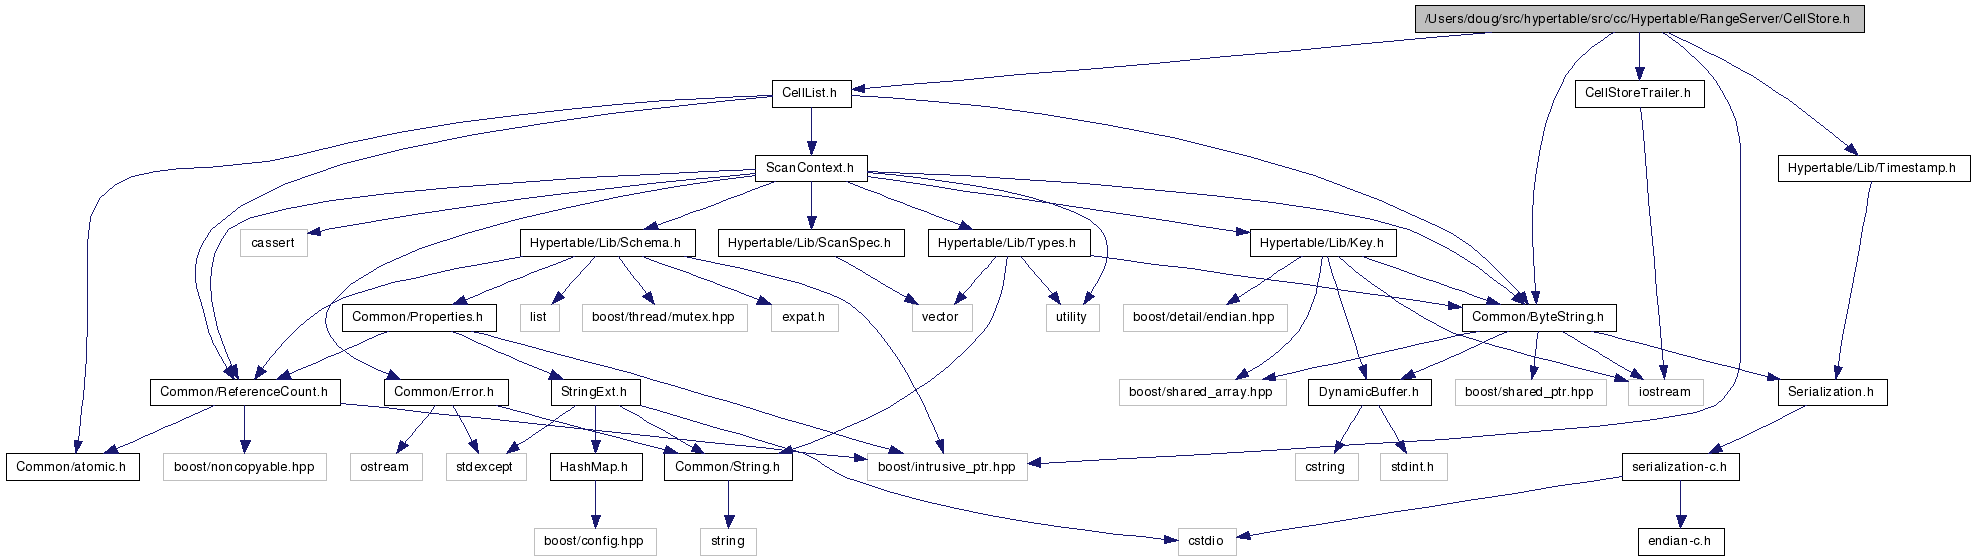 /Users/doug/src/hypertable/src/cc/Hypertable/RangeServer/CellStore.h
CellList.h
CellStoreTrailer.h
ScanContext.h
Hypertable/Lib/Timestamp.h
cassert
Hypertable/Lib/Schema.h
Hypertable/Lib/ScanSpec.h
Hypertable/Lib/Types.h
Hypertable/Lib/Key.h
Common/Properties.h
list
boost/thread/mutex.hpp
expat.h
vector
utility
boost/detail/endian.hpp
Common/ByteString.h
Common/ReferenceCount.h
Common/Error.h
StringExt.h
boost/shared_array.hpp
DynamicBuffer.h
boost/shared_ptr.hpp
iostream
Serialization.h
Common/atomic.h
boost/noncopyable.hpp
ostream
stdexcept
HashMap.h
Common/String.h
boost/intrusive_ptr.hpp
cstring
stdint.h
serialization-c.h
boost/config.hpp
string
cstdio
endian-c.h